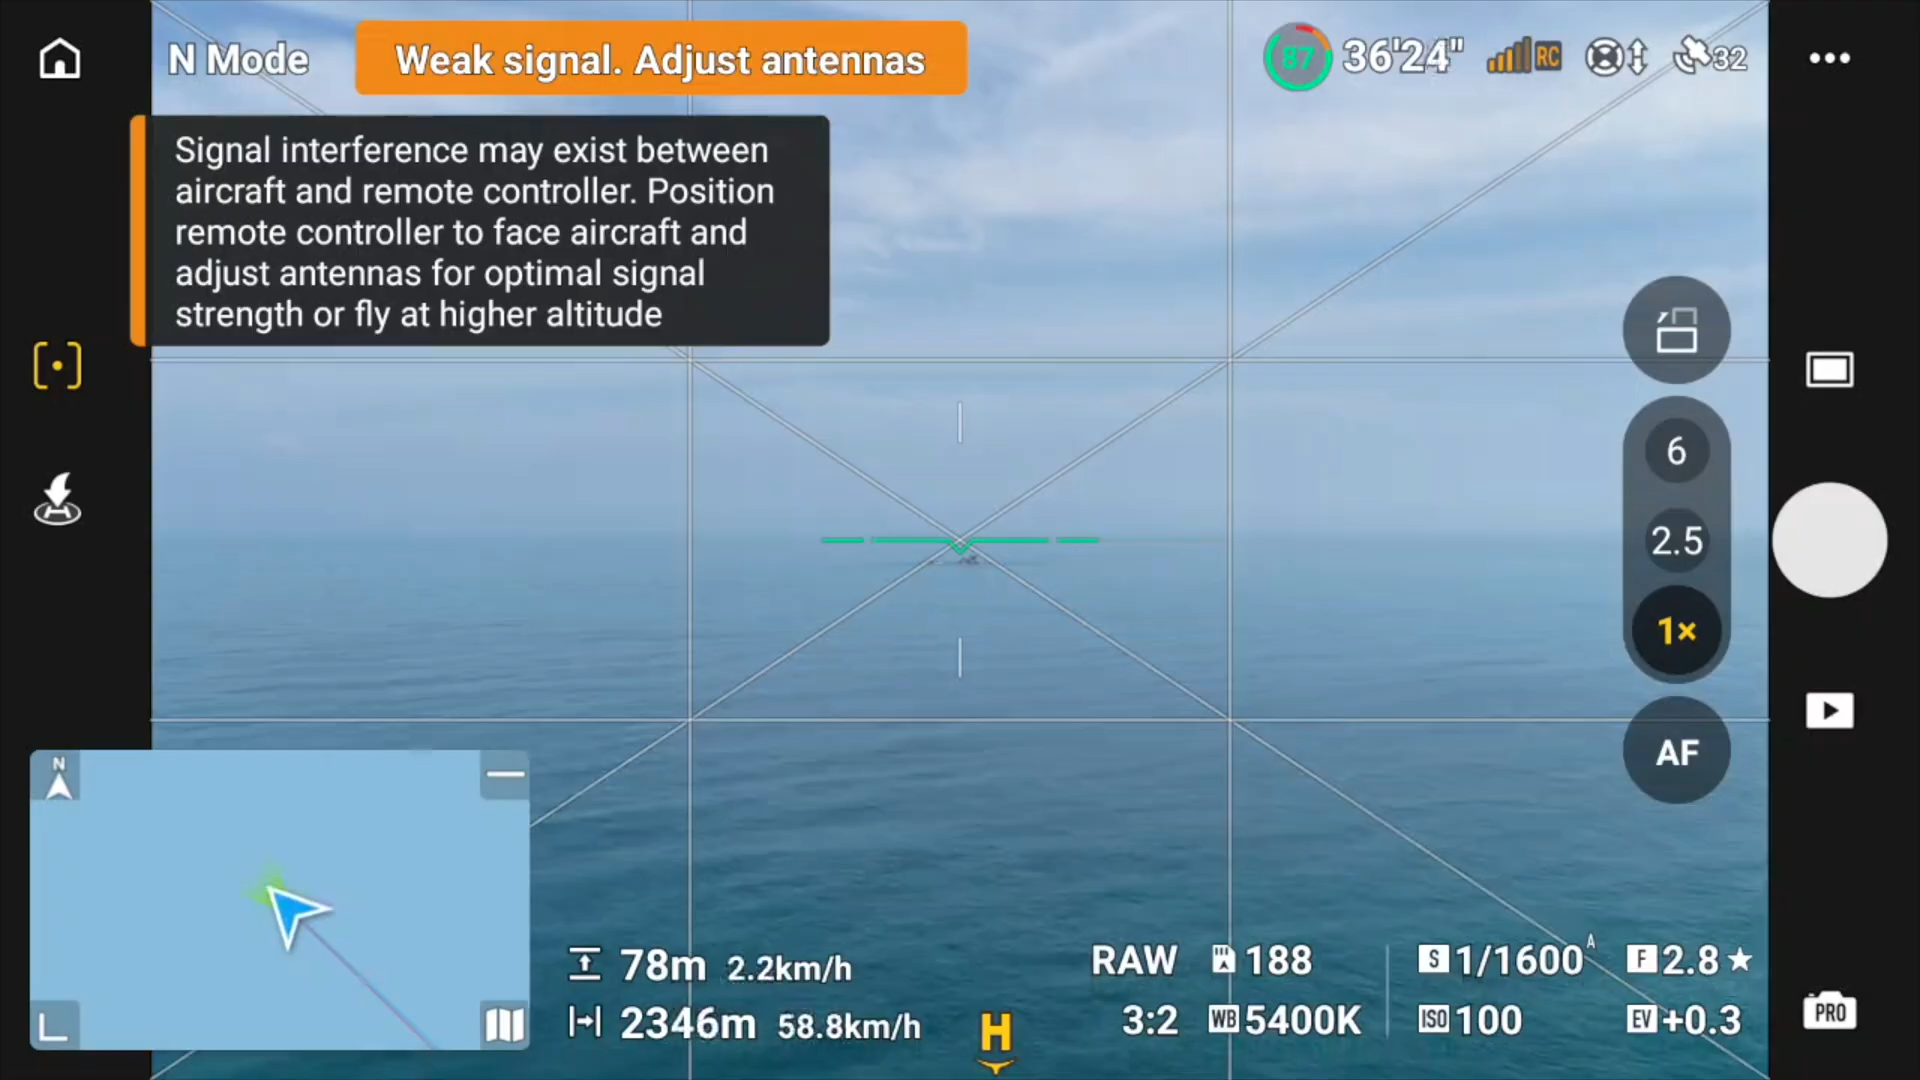 N Mode
Weak signal. Adjust antennas
87 36'24" RC 32
Signal interference may exist between
aircraft and remote controller. Position
remote controller to face aircraft and
adjust antennas for optimal signal
strength or fly at higher altitude
6
2.5
1×
AF
N
78m 2.2km/h
2346m 58.8km/h
H
RAW 188 S 1/1600 A F 2.8
3:2 WB 5400K ISO 100 EV +0.3
PRO